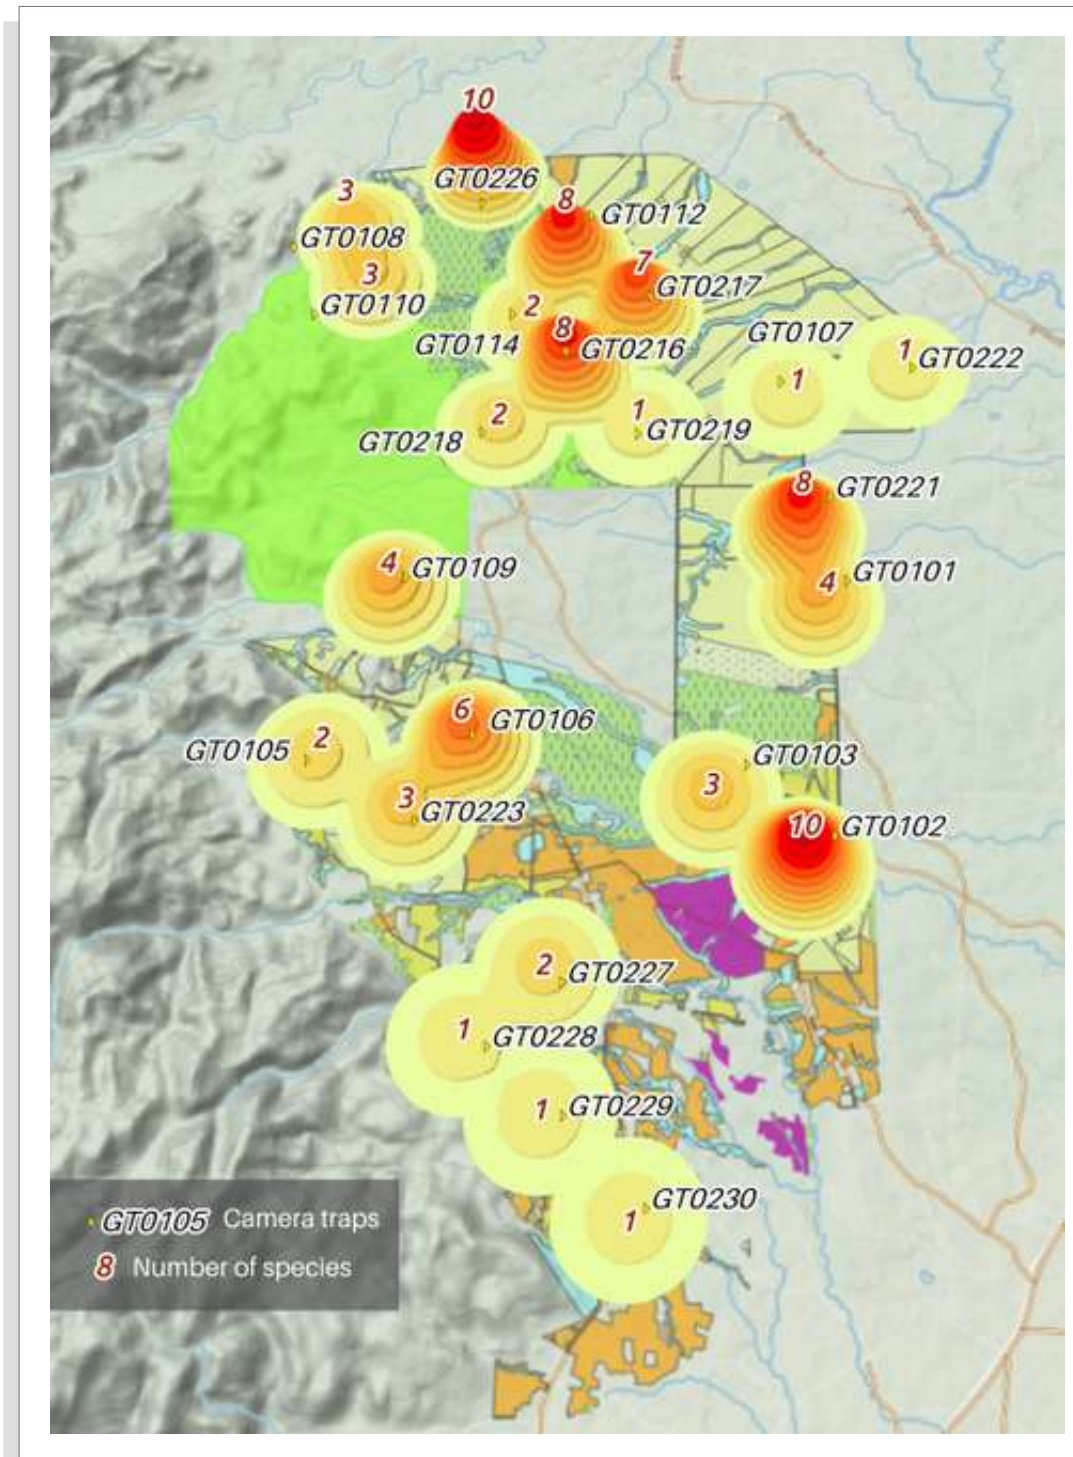 10
GT0226
3
8
GT0112
GT0108
7
3
GT0217
GT0110
2
GT0114
8
GT0216
GT0107
1
GT0222
1
2
GT0218
1
GT0219
8
GT0221
4
GT0109
4
GT0101
6
GT0106
2
GT0105
GT0103
3
3
GT0223
10
GT0102
2
GT0227
1
GT0228
1
GT0229
GT0230
1
GT0105 Camera traps
8 Number of species